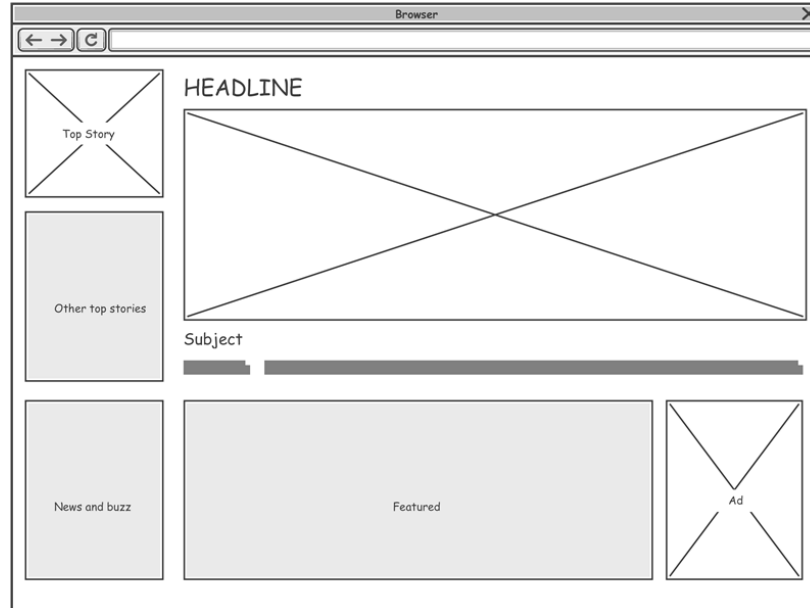 Browser
Top Story
HEADLINE
Other top stories
Subject
News and buzz
Featured
Ad